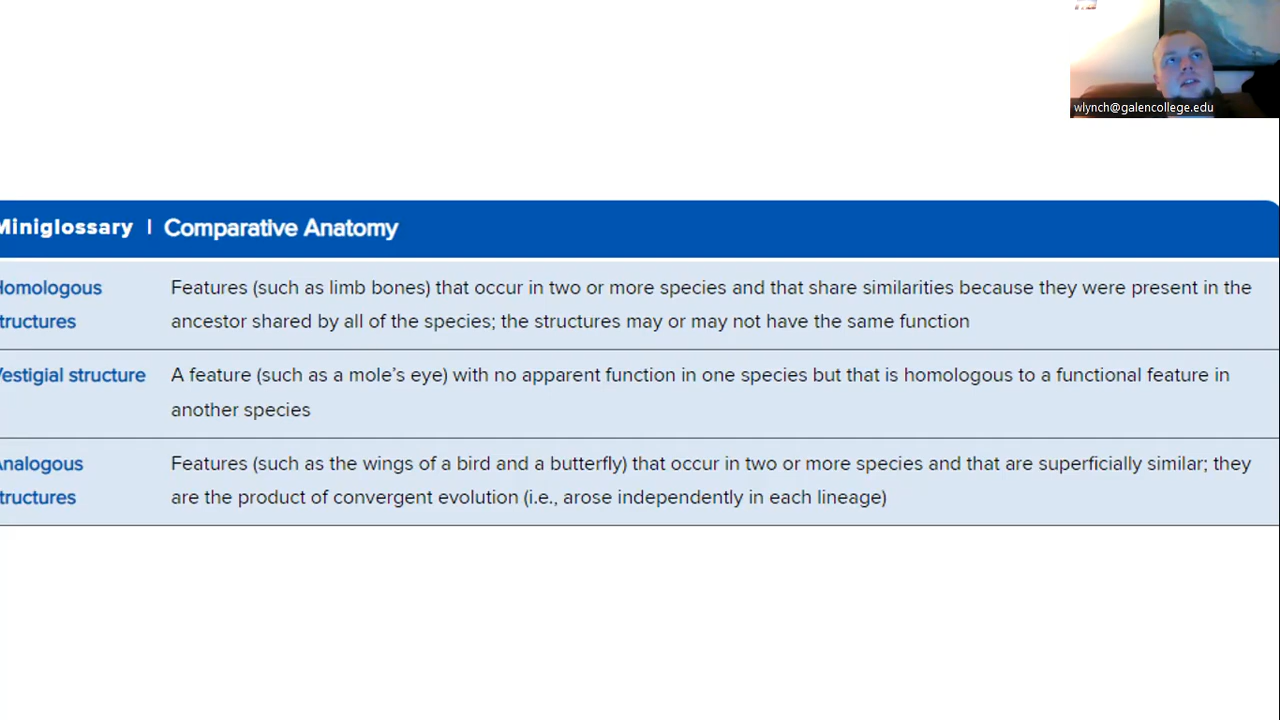 wlynch@galencollege.edu
Miniglossary | Comparative Anatomy
Homologous
structures
Features (such as limb bones) that occur in two or more species and that share similarities because they were present in the
ancestor shared by all of the species; the structures may or may not have the same function
Vestigial structure
A feature (such as a mole's eye) with no apparent function in one species but that is homologous to a functional feature in
another species
Analogous
structures
Features (such as the wings of a bird and a butterfly) that occur in two or more species and that are superficially similar; they
are the product of convergent evolution (i.e., arose independently in each lineage)